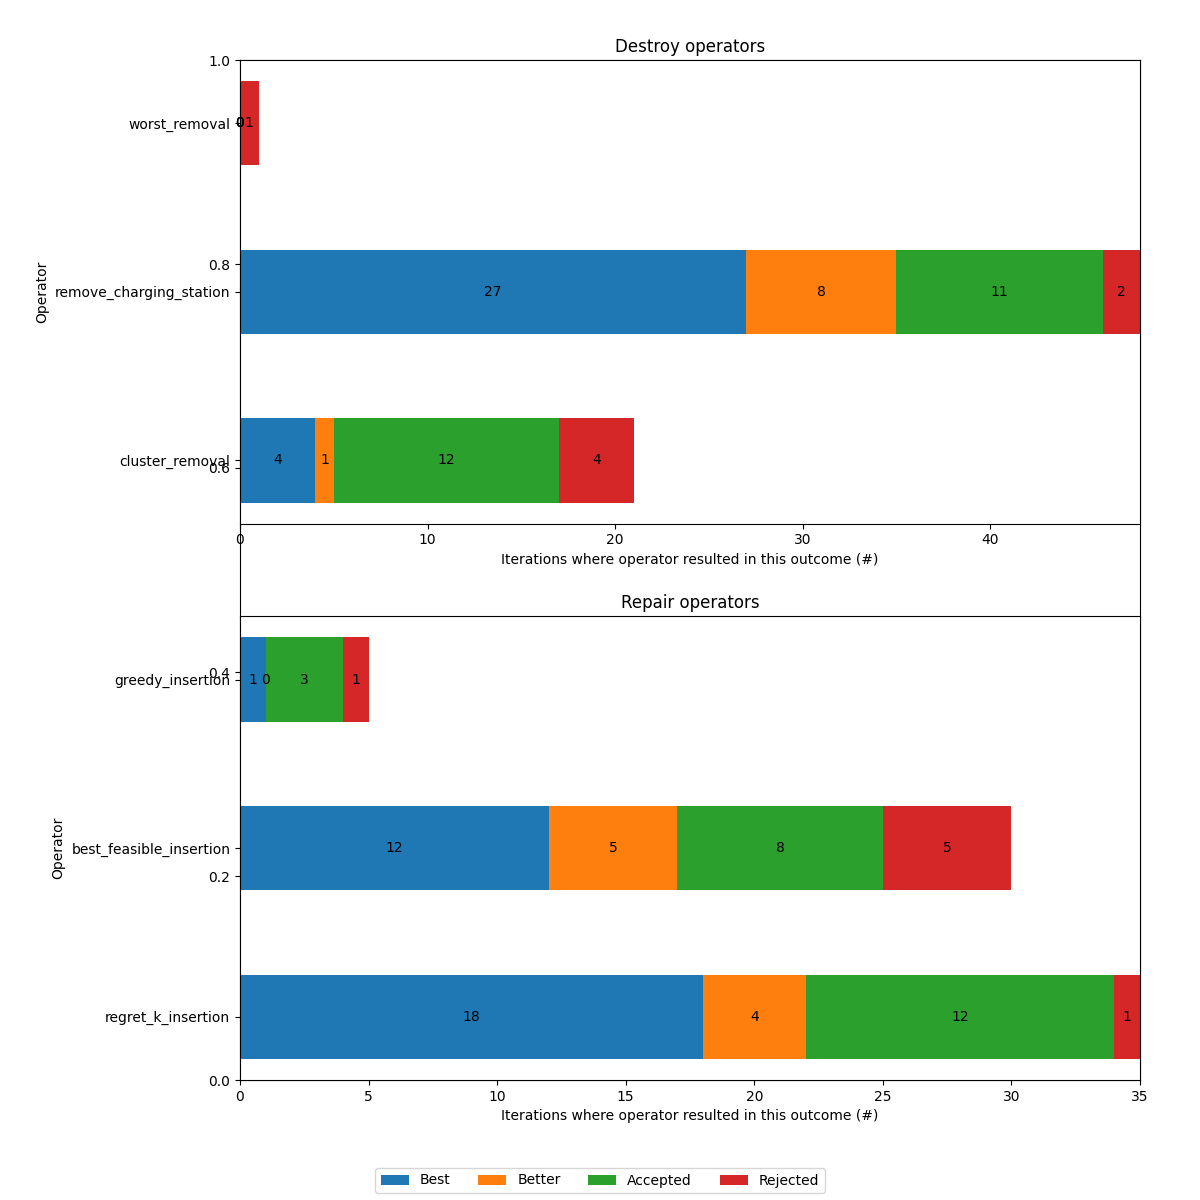 Destroy operators
1.0
worst_removal
0 1
0.8
Operator
remove_charging_station
27 8 11 2
cluster_removal
4 1 12 4
0.6
0 10 20 30 40
Iterations where operator resulted in this outcome (#)
Repair operators
0.4
greedy_insertion
1 0 3 1
Operator
best_feasible_insertion
12 5 8 5
0.2
regret_k_insertion
18 4 12 1
0.0
0 5 10 15 20 25 30 35
Iterations where operator resulted in this outcome (#)
Best Better Accepted Rejected